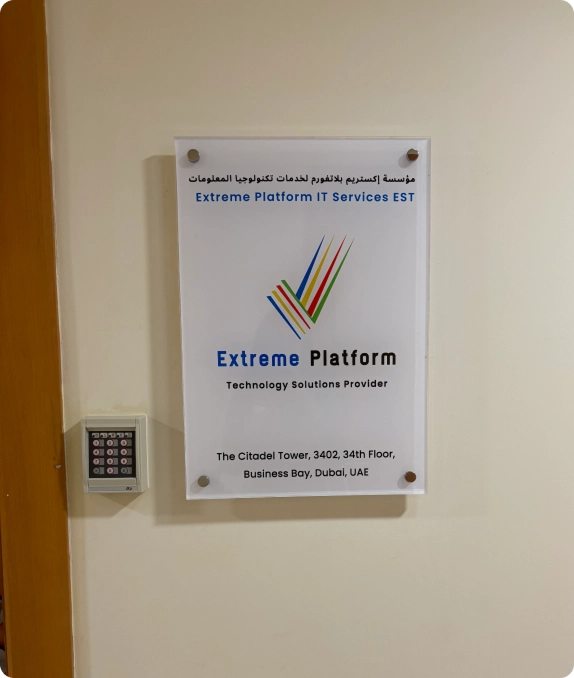 مؤسسة إكستريم بلاتفورم لخدمات تكنولوجيا المعلومات
Extreme Platform IT Services EST
Extreme Platform
Technology Solutions Provider
The Citadel Tower, 3402, 34th Floor,
Business Bay, Dubai, UAE